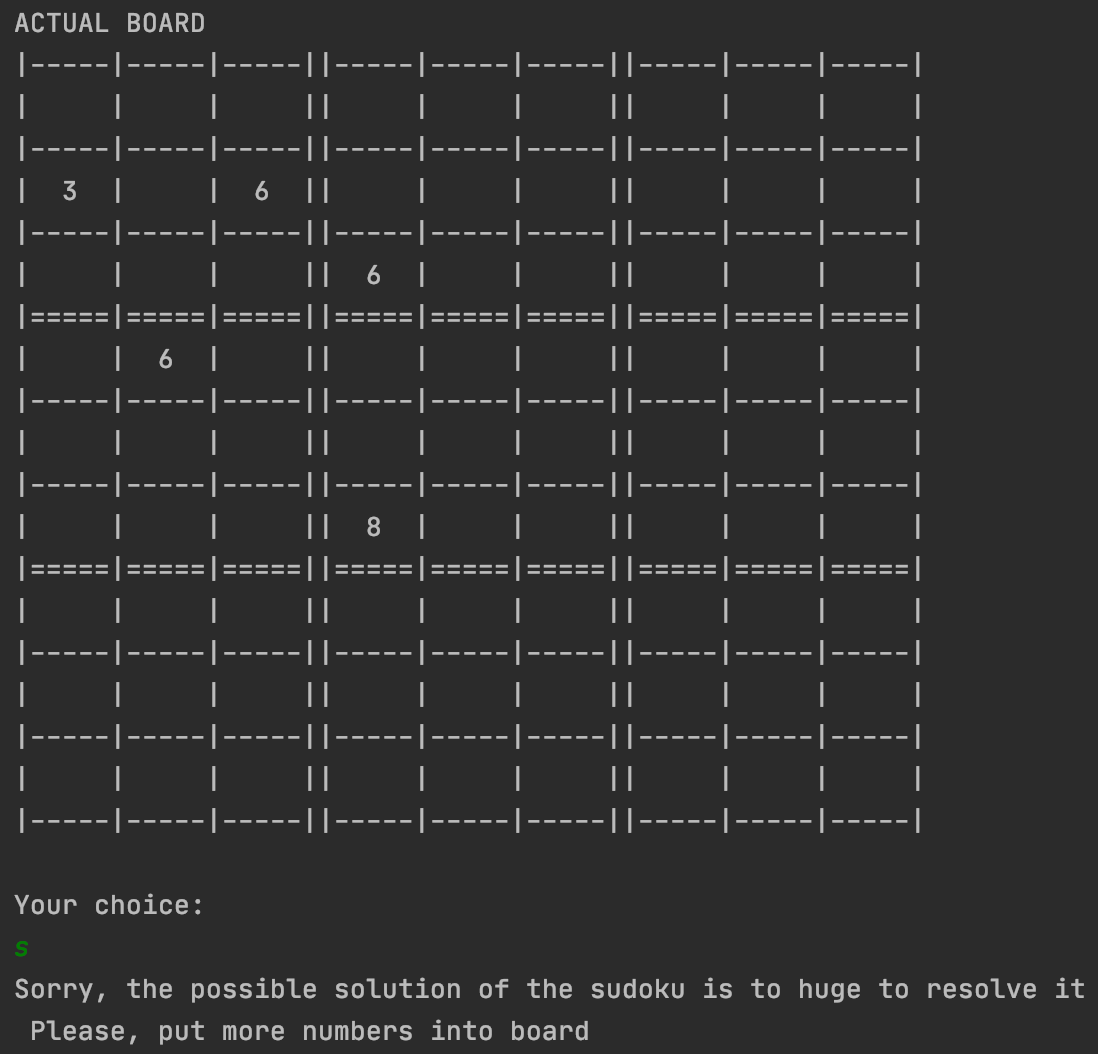 ACTUAL BOARD
|-----|-----|-----||-----|-----|-----||-----|-----|-----|
|     |     |     ||     |     |     ||     |     |     |
|-----|-----|-----||-----|-----|-----||-----|-----|-----|
|  3  |     |  6  ||     |     |     ||     |     |     |
|-----|-----|-----||-----|-----|-----||-----|-----|-----|
|     |     |     ||  6  |     |     ||     |     |     |
|=====|=====|=====||=====|=====|=====||=====|=====|=====|
|     |  6  |     ||     |     |     ||     |     |     |
|-----|-----|-----||-----|-----|-----||-----|-----|-----|
|     |     |     ||     |     |     ||     |     |     |
|-----|-----|-----||-----|-----|-----||-----|-----|-----|
|     |     |     ||  8  |     |     ||     |     |     |
|=====|=====|=====||=====|=====|=====||=====|=====|=====|
|     |     |     ||     |     |     ||     |     |     |
|-----|-----|-----||-----|-----|-----||-----|-----|-----|
|     |     |     ||     |     |     ||     |     |     |
|-----|-----|-----||-----|-----|-----||-----|-----|-----|
|     |     |     ||     |     |     ||     |     |     |
|-----|-----|-----||-----|-----|-----||-----|-----|-----|
Your choice:
s
Sorry, the possible solution of the sudoku is to huge to resolve it
 Please, put more numbers into board